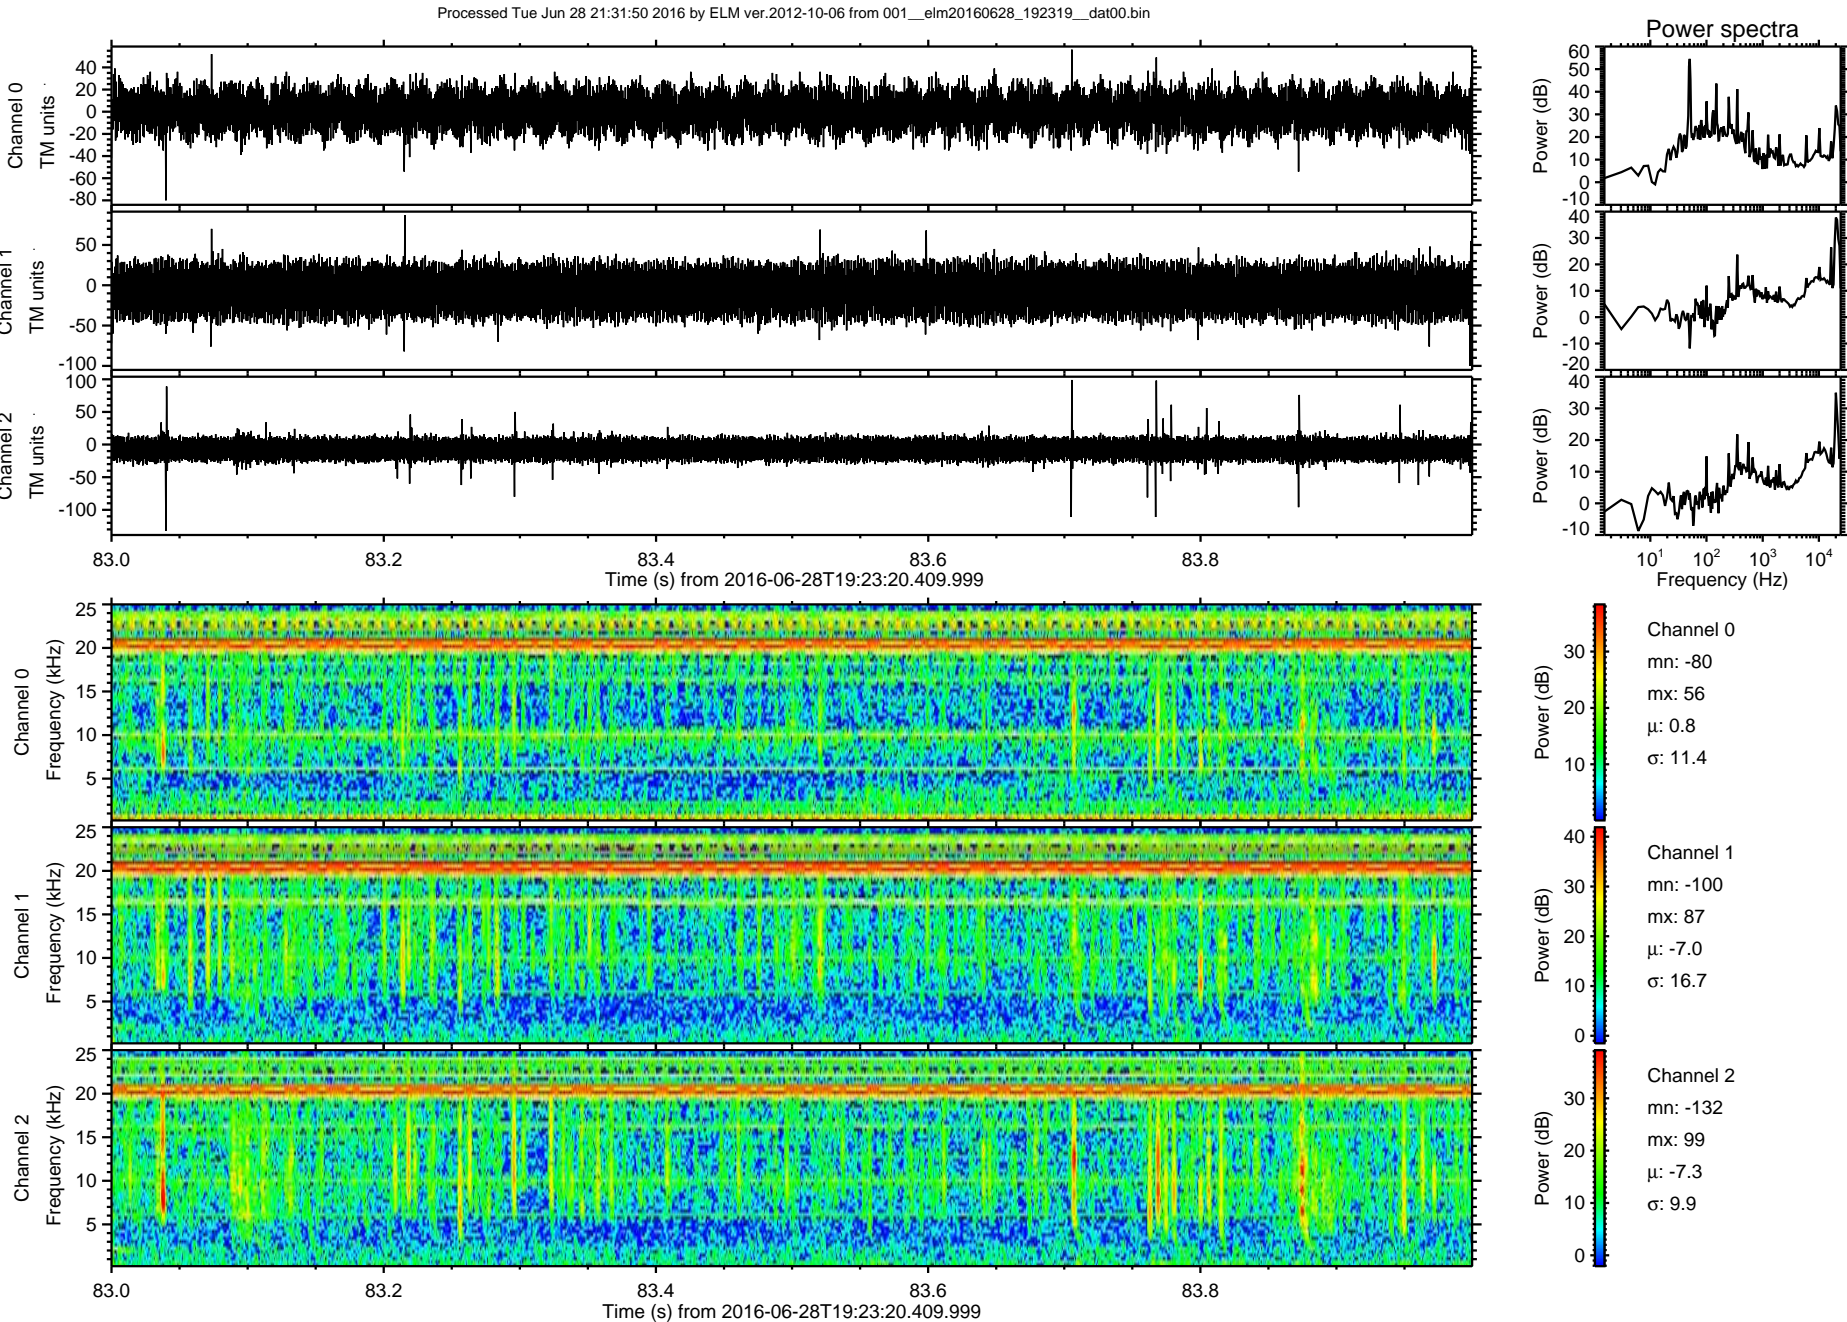 Processed Tue Jun 28 21:31:50 2016 by ELM ver.2012-10-06 from 001__elm20160628_192319__dat00.bin
Power spectra
Channel 0
TM units
40
20
0
-20
-40
-60
-80
Power (dB)
60
50
40
30
20
10
0
-10
Channel 1
TM units
50
0
-50
-100
Power (dB)
40
30
20
10
0
-10
-20
Channel 2
TM units
100
50
0
-50
-100
Power (dB)
40
30
20
10
0
-10
83.0 83.2 83.4 83.6 83.8
Time (s) from 2016-06-28T19:23:20.409.999
10¹ 10² 10³ 10⁴
Frequency (Hz)
Channel 0
Frequency (kHz)
25
20
15
10
5
Power (dB)
30
20
10
Channel 0
mn: -80
mx: 56
μ: 0.8
σ: 11.4
Channel 1
Frequency (kHz)
25
20
15
10
5
Power (dB)
40
30
20
10
0
Channel 1
mn: -100
mx: 87
μ: -7.0
σ: 16.7
Channel 2
Frequency (kHz)
25
20
15
10
5
Power (dB)
30
20
10
0
Channel 2
mn: -132
mx: 99
μ: -7.3
σ: 9.9
83.0 83.2 83.4 83.6 83.8
Time (s) from 2016-06-28T19:23:20.409.999